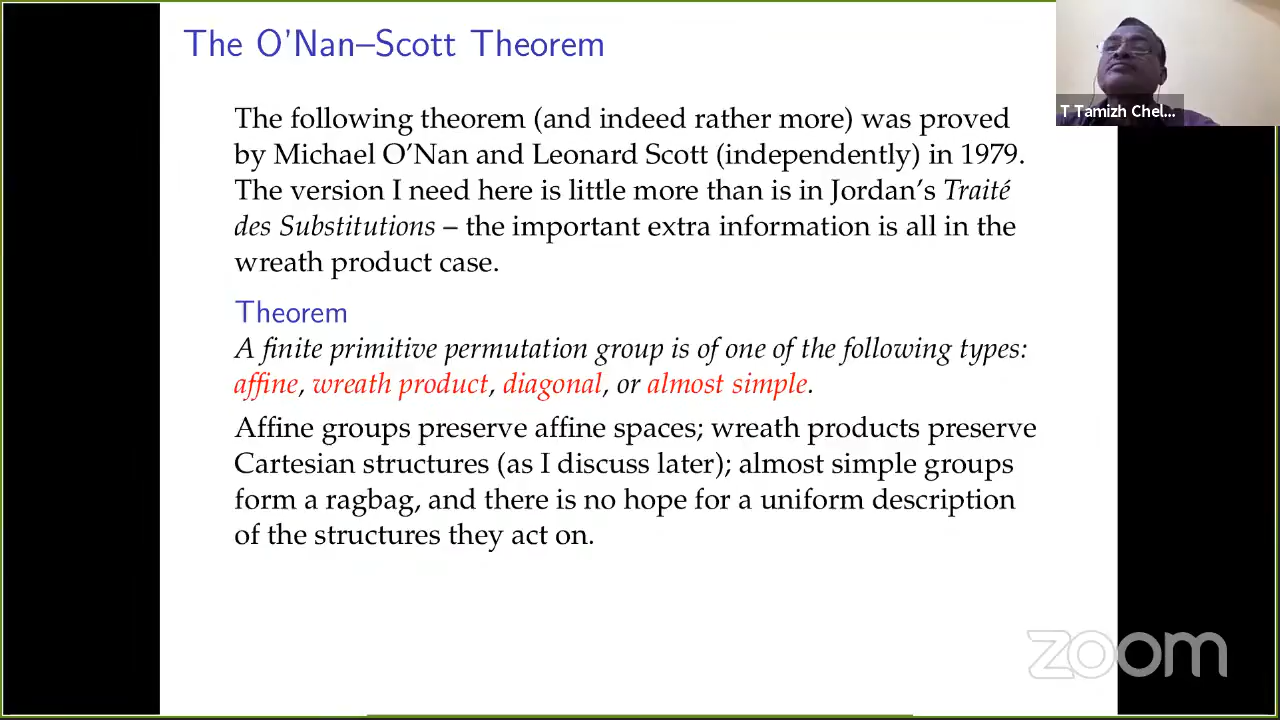 The O’Nan–Scott Theorem
T Tamizh Chel...
The following theorem (and indeed rather more) was proved
by Michael O’Nan and Leonard Scott (independently) in 1979.
The version I need here is little more than is in Jordan’s Traité
des Substitutions – the important extra information is all in the
wreath product case.
Theorem
A finite primitive permutation group is of one of the following types:
affine, wreath product, diagonal, or almost simple.
Affine groups preserve affine spaces; wreath products preserve
Cartesian structures (as I discuss later); almost simple groups
form a ragbag, and there is no hope for a uniform description
of the structures they act on.
zoom